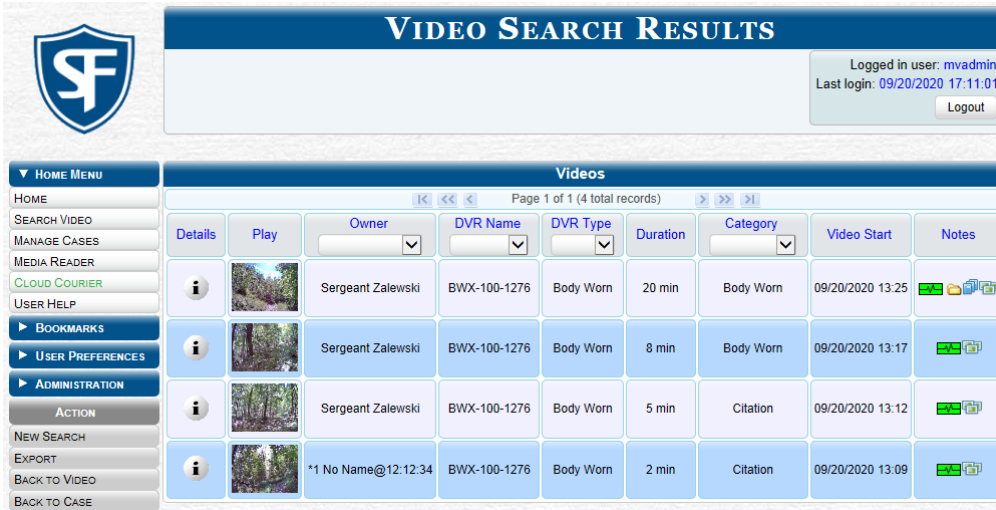 SF
VIDEO SEARCH RESULTS
Logged in user: mvadmin
Last login: 09/20/2020 17:11:01
Logout
▼ HOME MENU
HOME
SEARCH VIDEO
MANAGE CASES
MEDIA READER
CLOUD COURIER
USER HELP
▶ BOOKMARKS
▶ USER PREFERENCES
▶ ADMINISTRATION
ACTION
NEW SEARCH
EXPORT
BACK TO VIDEO
BACK TO CASE
Videos
Page 1 of 1 (4 total records)
Details Play Owner DVR Name DVR Type Duration Category Video Start Notes
i Sergeant Zalewski BWX-100-1276 Body Worn 20 min Body Worn 09/20/2020 13:25
i Sergeant Zalewski BWX-100-1276 Body Worn 8 min Body Worn 09/20/2020 13:17
i Sergeant Zalewski BWX-100-1276 Body Worn 5 min Citation 09/20/2020 13:12
i *1 No Name@12:12:34 BWX-100-1276 Body Worn 2 min Citation 09/20/2020 13:09